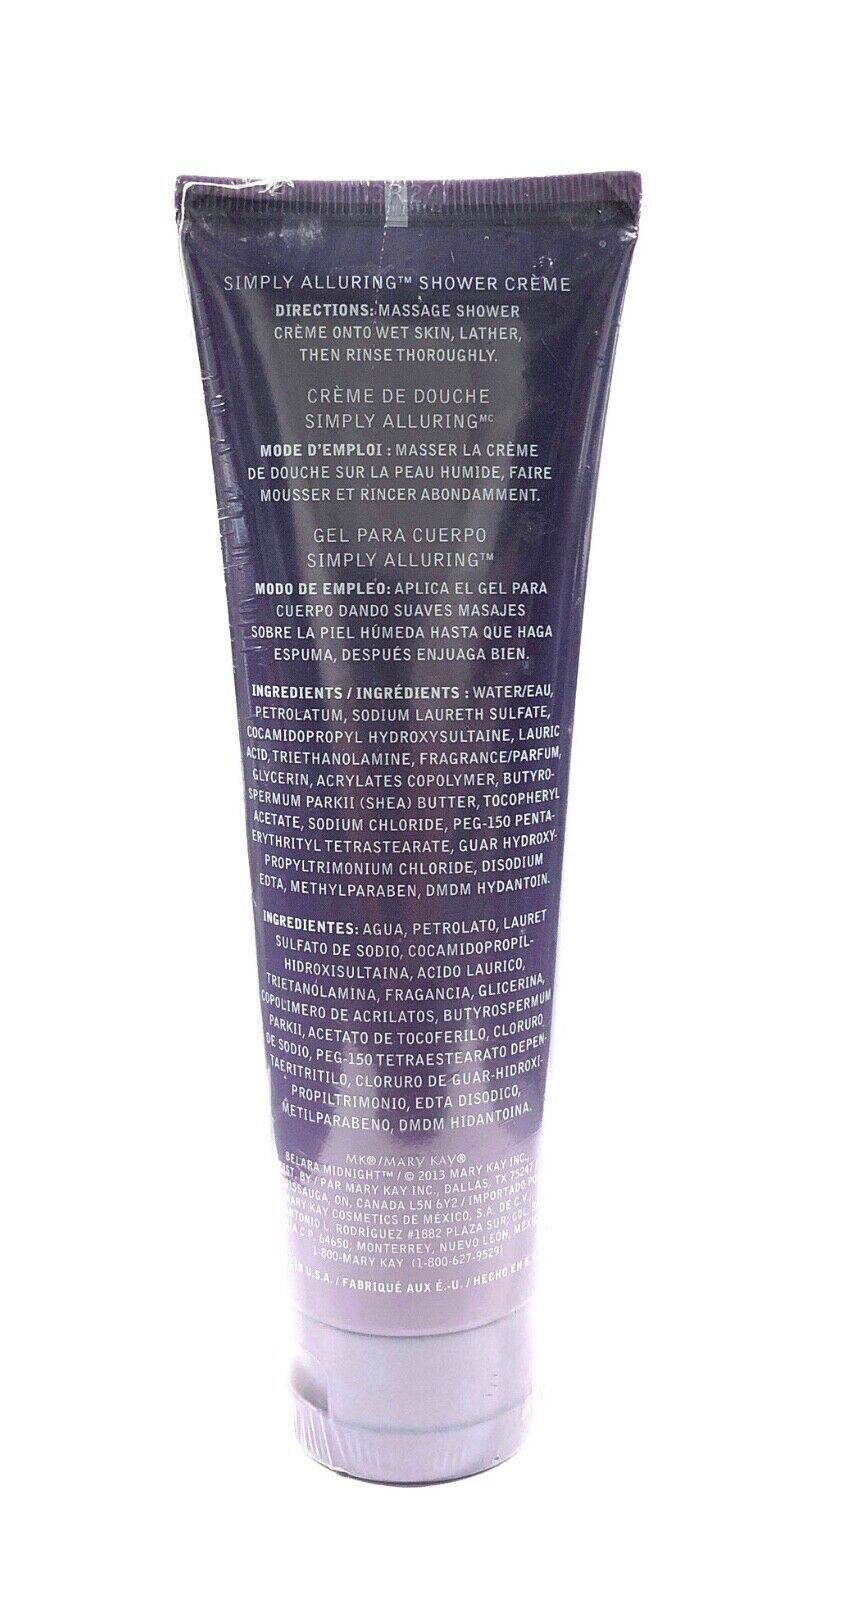 SIMPLY ALLURING™ SHOWER CRÈME
DIRECTIONS: MASSAGE SHOWER
CRÈME ONTO WET SKIN, LATHER,
THEN RINSE THOROUGHLY.
CRÈME DE DOUCHE
SIMPLY ALLURINGᴹᶜ
MODE D'EMPLOI : MASSER LA CRÈME
DE DOUCHE SUR LA PEAU HUMIDE, FAIRE
MOUSSER ET RINCER ABONDAMMENT.
GEL PARA CUERPO
SIMPLY ALLURING™
MODO DE EMPLEO: APLICA EL GEL PARA
CUERPO DANDO SUAVES MASAJES
SOBRE LA PIEL HÚMEDA HASTA QUE HAGA
ESPUMA, DESPUÉS ENJUAGA BIEN.
INGREDIENTS / INGRÉDIENTS : WATER/EAU,
PETROLATUM, SODIUM LAURETH SULFATE,
COCAMIDOPROPYL HYDROXYSULTAINE, LAURIC
ACID, TRIETHANOLAMINE, FRAGRANCE/PARFUM,
GLYCERIN, ACRYLATES COPOLYMER, BUTYRO-
SPERMUM PARKII (SHEA) BUTTER, TOCOPHERYL
ACETATE, SODIUM CHLORIDE, PEG-150 PENTA-
ERYTHRITYL TETRASTEARATE, GUAR HYDROXY-
PROPYLTRIMONIUM CHLORIDE, DISODIUM
EDTA, METHYLPARABEN, DMDM HYDANTOIN.
INGREDIENTES: AGUA, PETROLATO, LAURET
SULFATO DE SODIO, COCAMIDOPROPIL-
HIDROXISULTAINA, ACIDO LAURICO,
TRIETANOLAMINA, FRAGANCIA, GLICERINA,
COPOLIMERO DE ACRILATOS, BUTYROSPERMUM
PARKII, ACETATO DE TOCOFERILO, CLORURO
DE SODIO, PEG-150 TETRAESTEARATO DEPEN-
TAERITRITILO, CLORURO DE GUAR-HIDROXI-
PROPILTRIMONIO, EDTA DISODICO,
METILPARABENO, DMDM HIDANTOINA.
MK®/MARY KAY®
BELARA MIDNIGHT™ / © 2013 MARY KAY INC.,
BY / PAR MARY KAY INC., DALLAS, TX 75247 /
ON, CANADA L5N 6Y2 / IMPORTADO
MARY KAY COSMETICS DE MÉXICO, S.A. DE C.V.,
L. RODRÍGUEZ #1882 PLAZA SUR; COL.
C.P. 64650; MONTERREY, NUEVO LEÓN,
1-800-MARY KAY (1-800-627-9529)
IN U.S.A. / FABRIQUÉ AUX É.-U. / HECHO EN